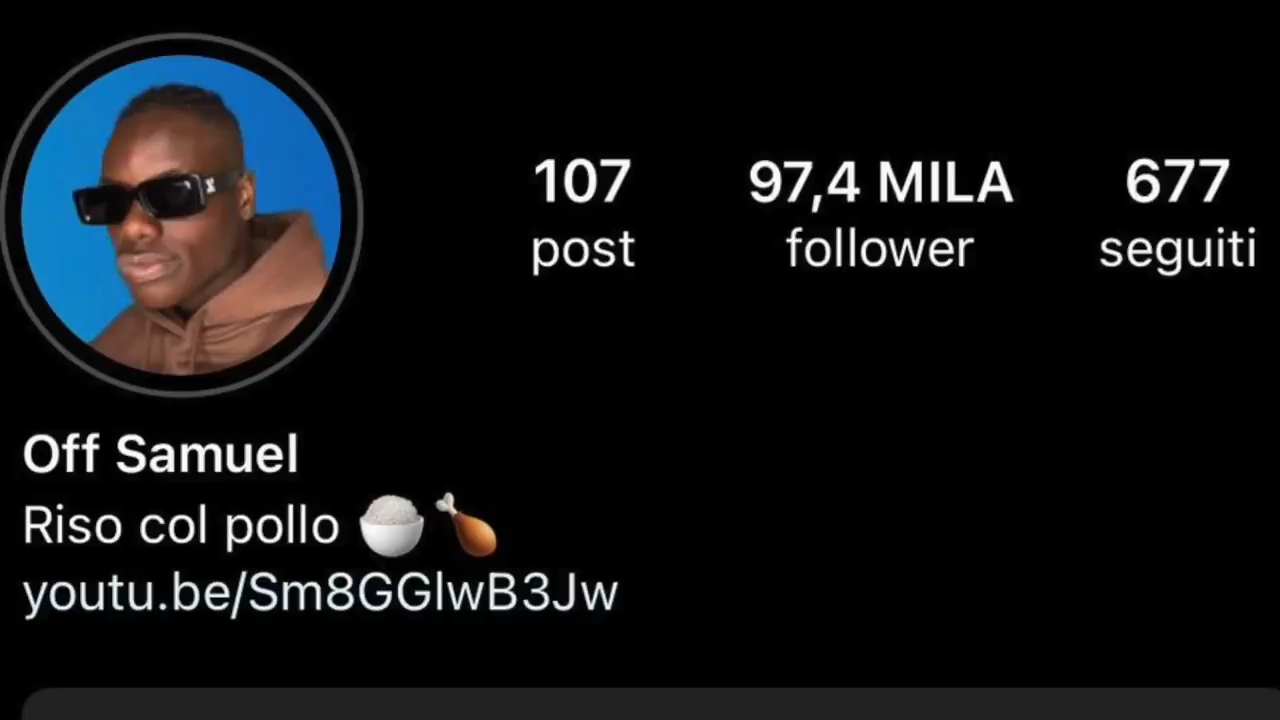 107 97,4 MILA 677
post follower seguiti
Off Samuel
Riso col pollo 🍚🍗
youtu.be/Sm8GGlwB3Jw